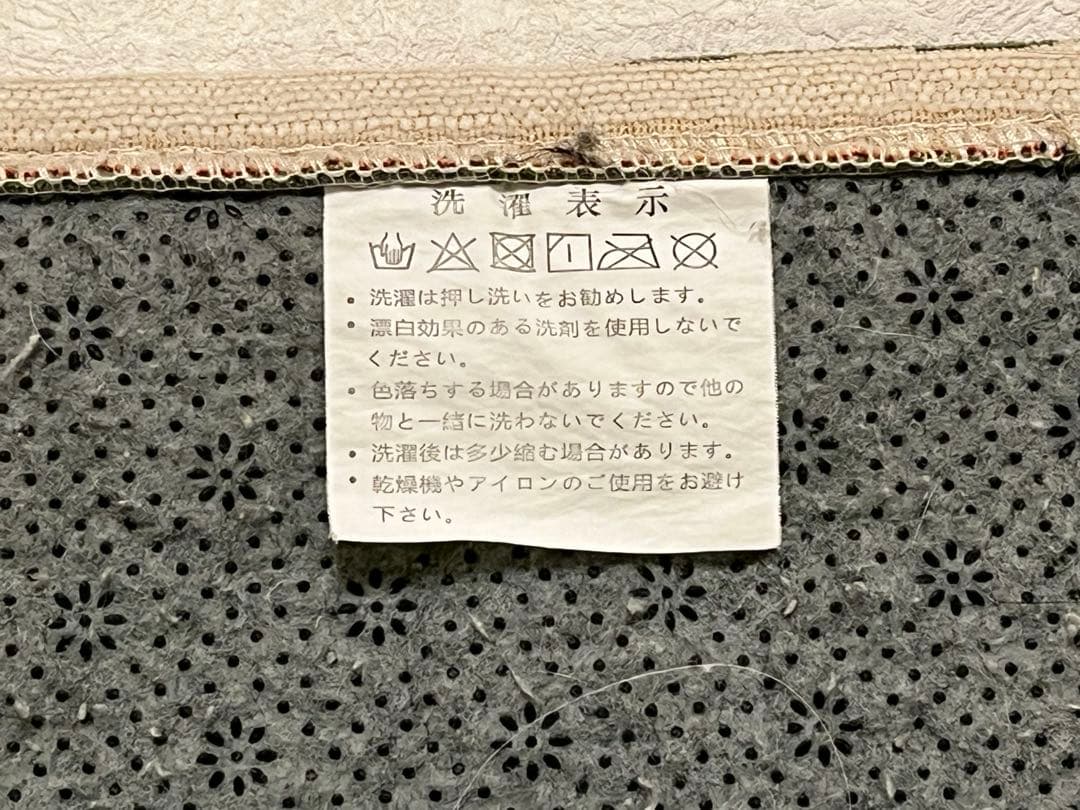 洗濯表示
• 洗濯は押し洗いをお勧めします。
• 漂白効果のある洗剤を使用しないで
ください。
• 色落ちする場合がありますので他の
物と一緒に洗わないでください。
• 洗濯後は多少縮む場合があります。
• 乾燥機やアイロンのご使用をお避け
下さい。